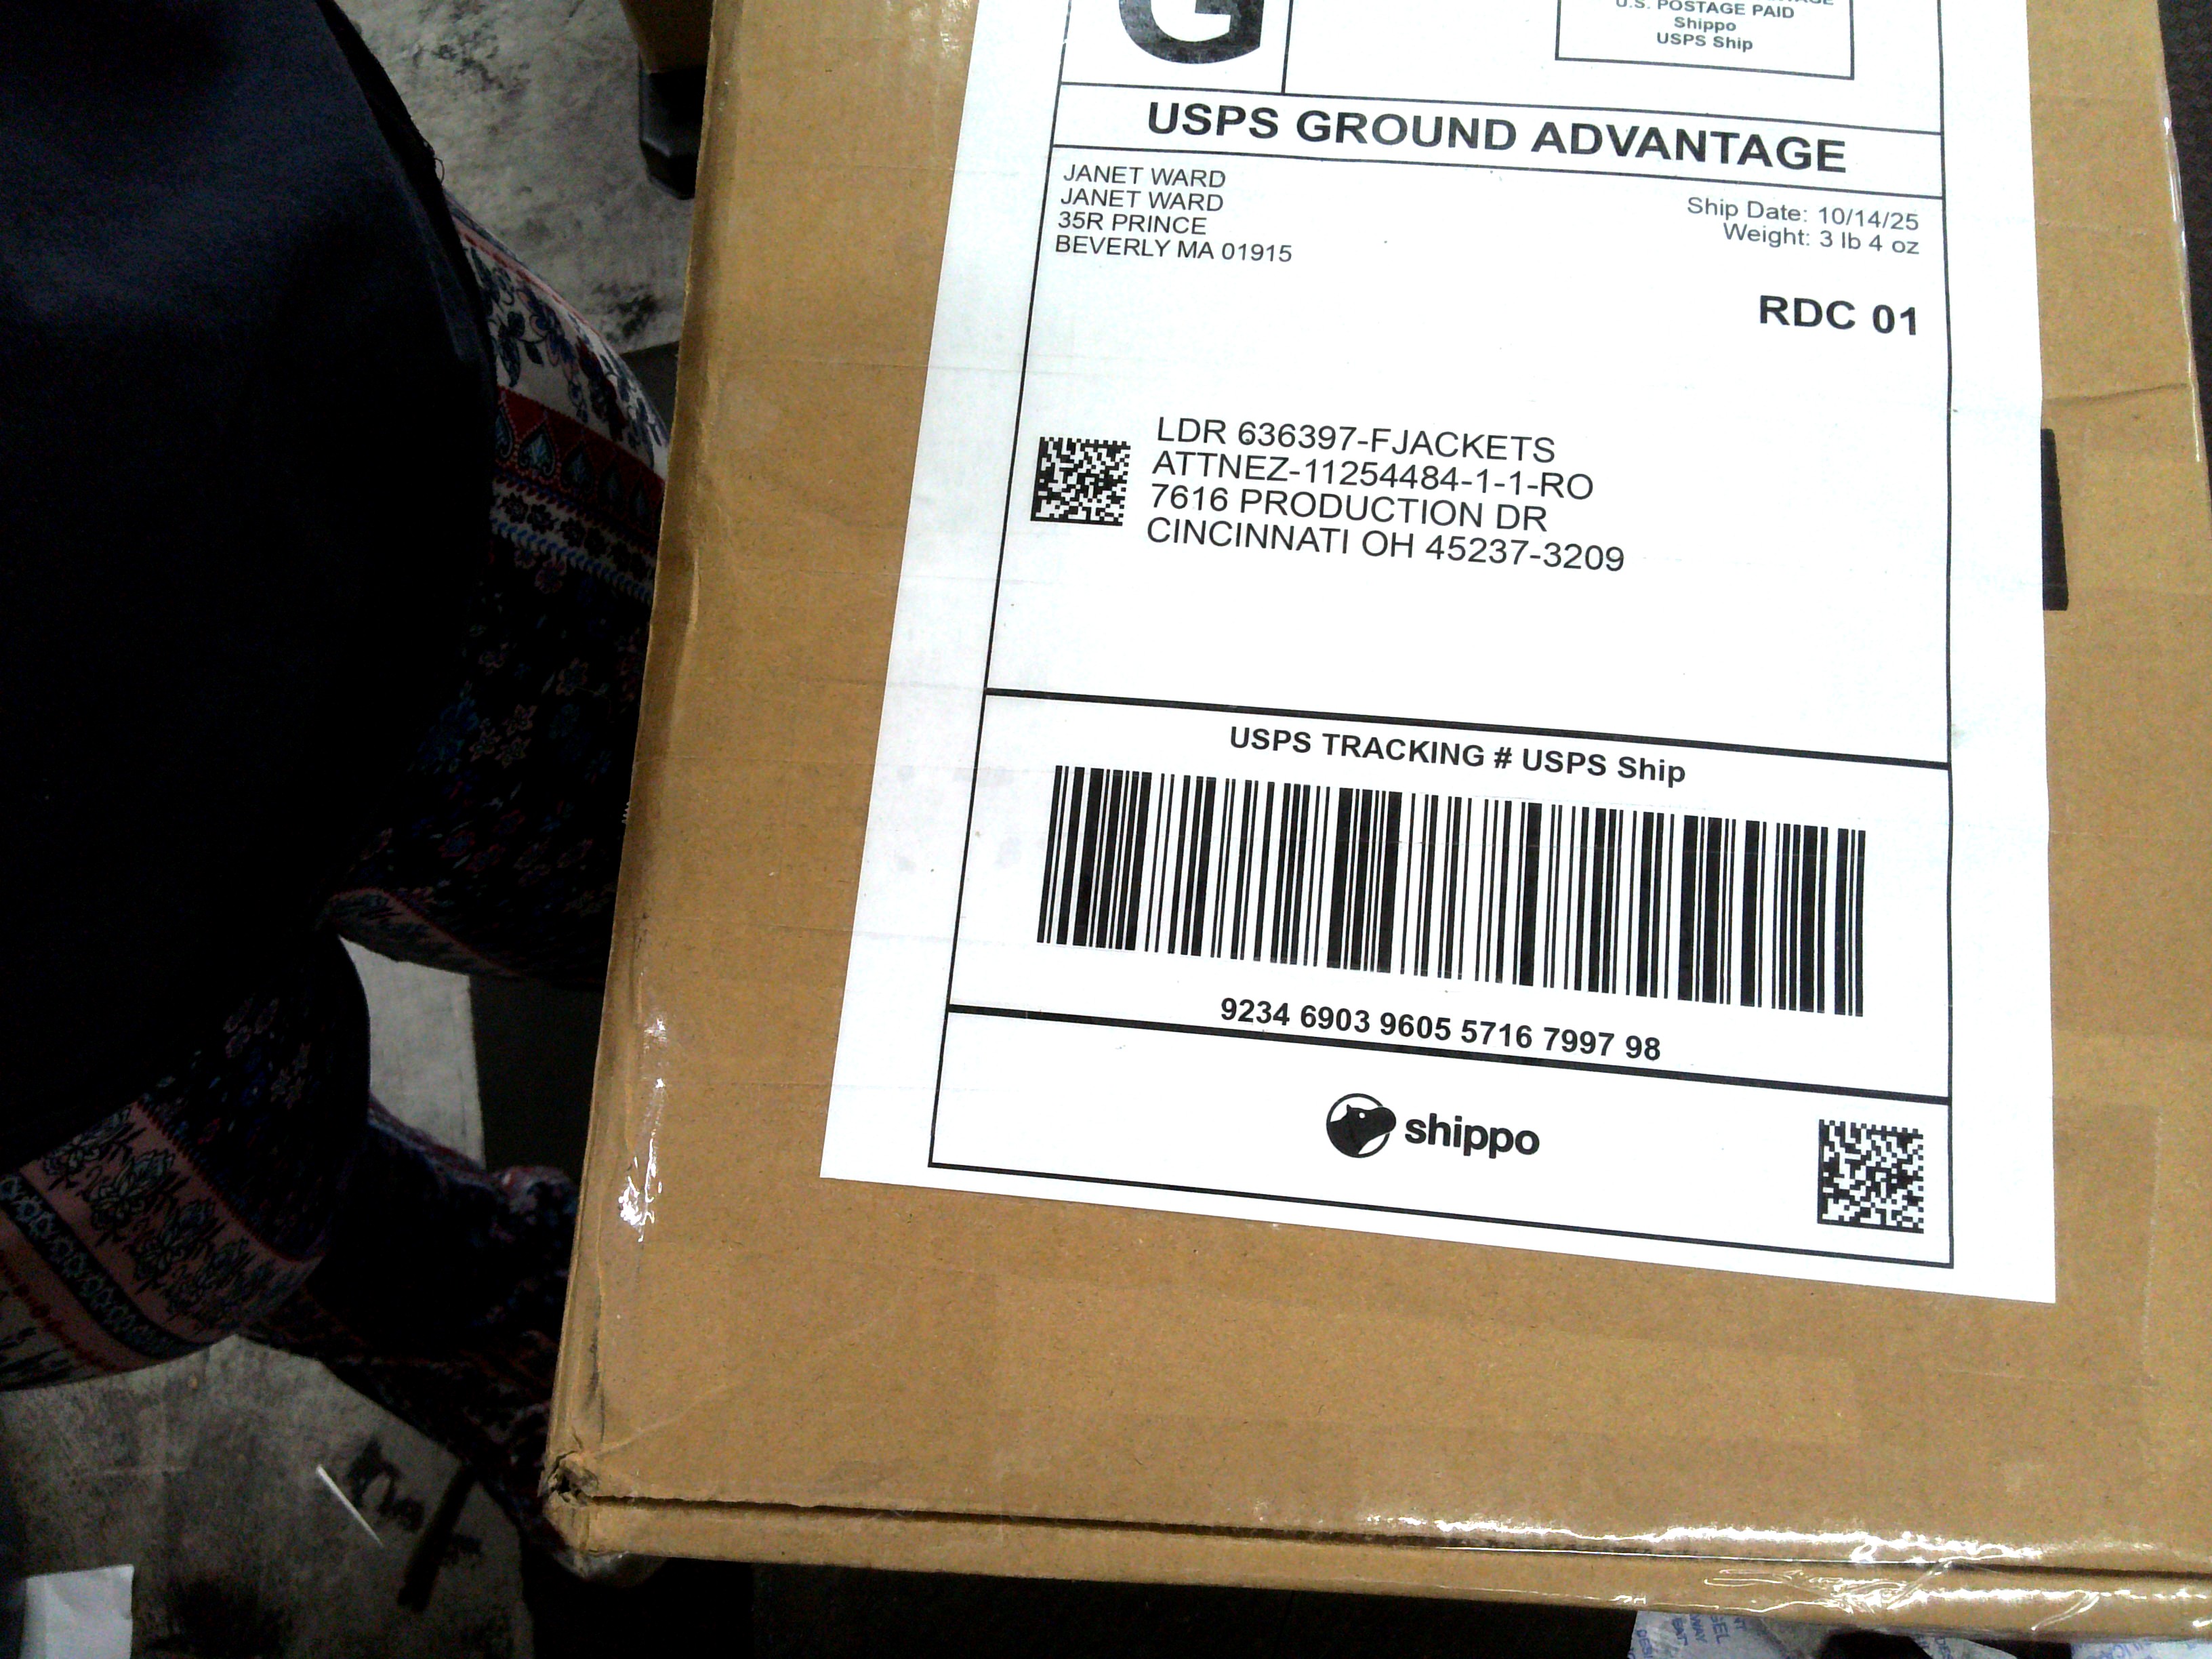 G
U.S. POSTAGE PAID
Shippo
USPS Ship
USPS GROUND ADVANTAGE
JANET WARD
JANET WARD
35R PRINCE
BEVERLY MA 01915
Ship Date: 10/14/25
Weight: 3 lb 4 oz
RDC 01
LDR 636397-FJACKETS
ATTNEZ-11254484-1-1-RO
7616 PRODUCTION DR
CINCINNATI OH 45237-3209
USPS TRACKING # USPS Ship
9234 6903 9605 5716 7997 98
shippo